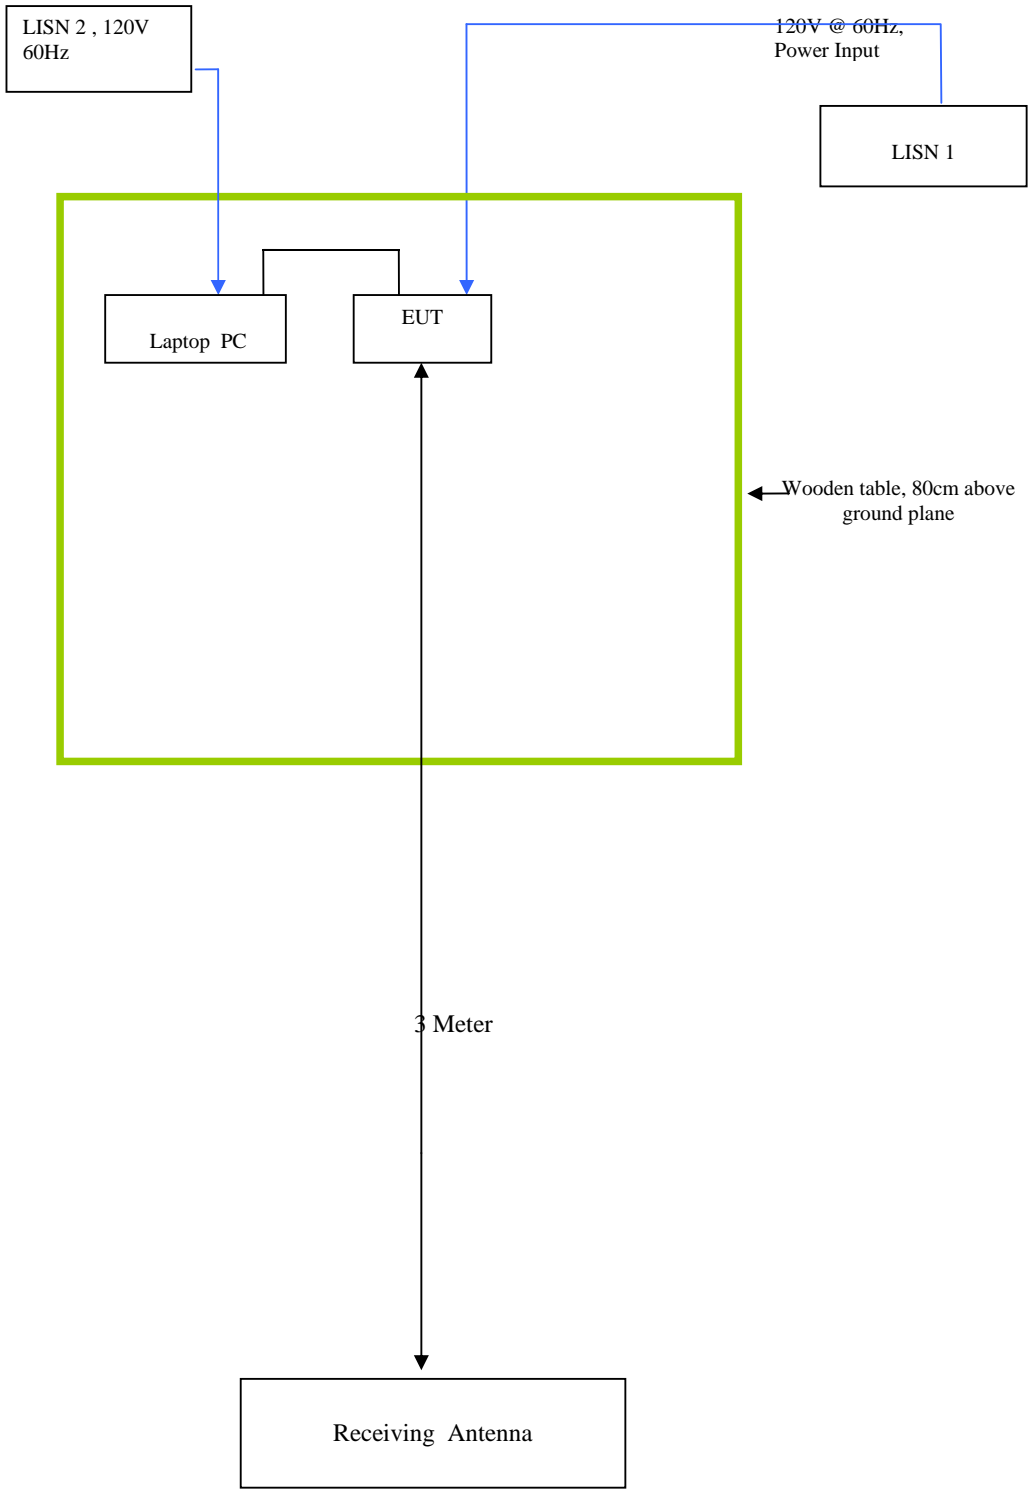 LISN 2 , 120V
60Hz
120V @ 60Hz,
Power Input
LISN 1
EUT
Laptop PC
Wooden table, 80cm above
ground plane
3 Meter
Receiving Antenna